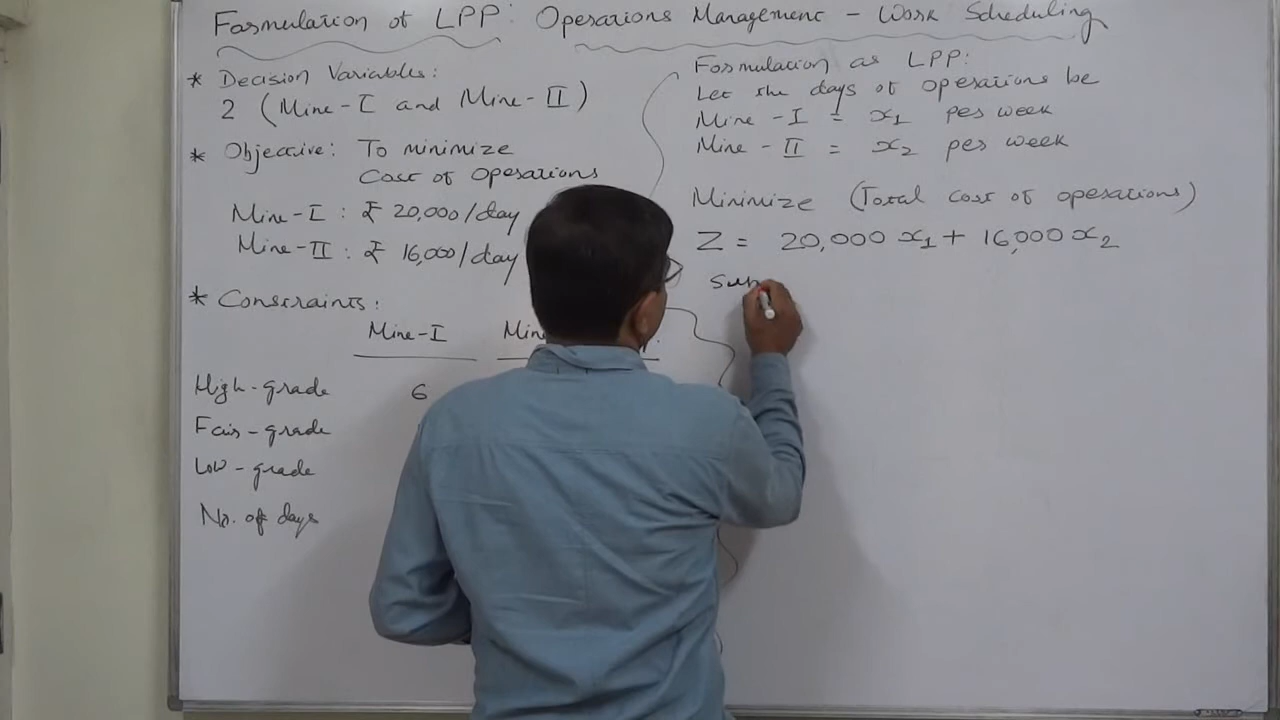 Formulation of LPP: Operations Management - Work Scheduling
* Decision Variables:
2 (Mine-I and Mine-II)
* Objective: To minimize
Cost of Operations
Mine-I : ₹ 20,000/day
Mine-II : ₹ 16,000/day
* Constraints:
Mine-I
High-grade 6
Fair-grade
Low-grade
No. of days
Formulation as LPP:
Let the days of operations be
Mine-I = x₁ per week
Mine-II = x₂ per week
Minimize (Total cost of operations)
Z = 20,000 x₁ + 16,000 x₂